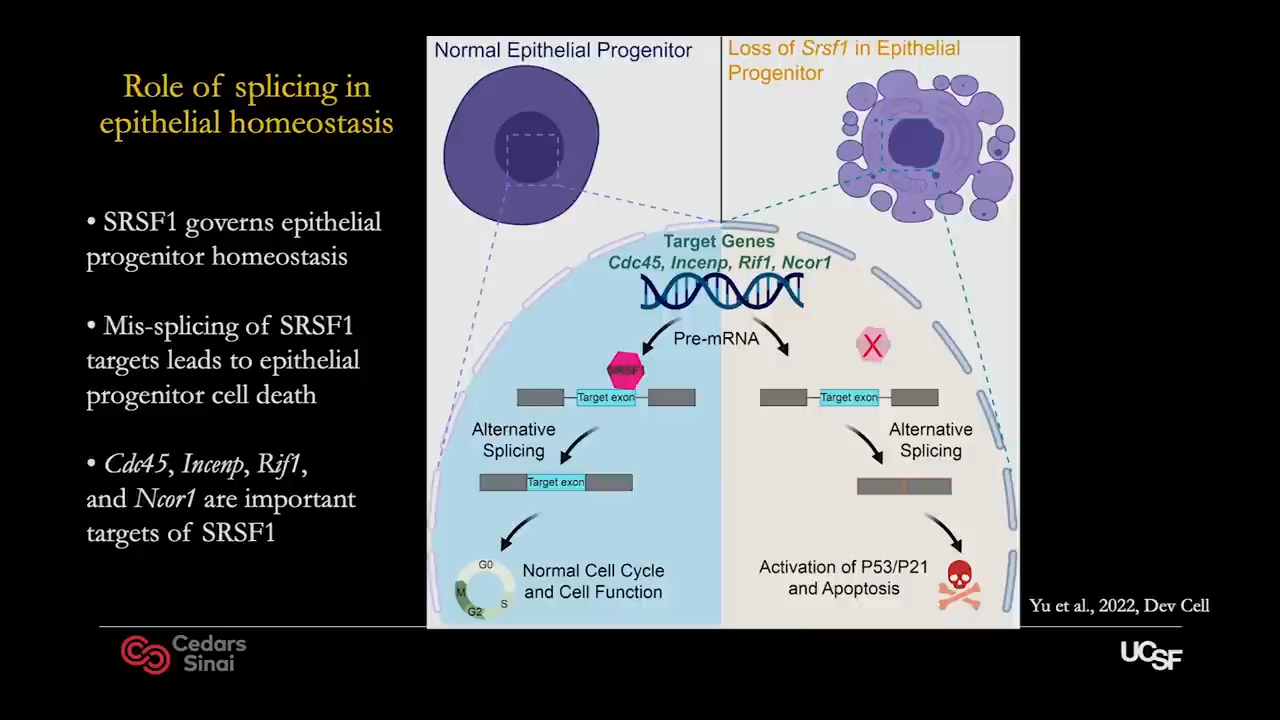 Role of splicing in
epithelial homeostasis
• SRSF1 governs epithelial
progenitor homeostasis
• Mis-splicing of SRSF1
targets leads to epithelial
progenitor cell death
• Cdc45, Incenp, Rif1,
and Ncor1 are important
targets of SRSF1
Normal Epithelial Progenitor
Loss of Srsf1 in Epithelial
Progenitor
Target Genes
Cdc45, Incenp, Rif1, Ncor1
Pre-mRNA
SRSF1
X
Target exon
Target exon
Alternative
Splicing
Alternative
Splicing
Target exon
G0
M
G2
S
Normal Cell Cycle
and Cell Function
Activation of P53/P21
and Apoptosis
Yu et al., 2022, Dev Cell
Cedars
Sinai
UCSF